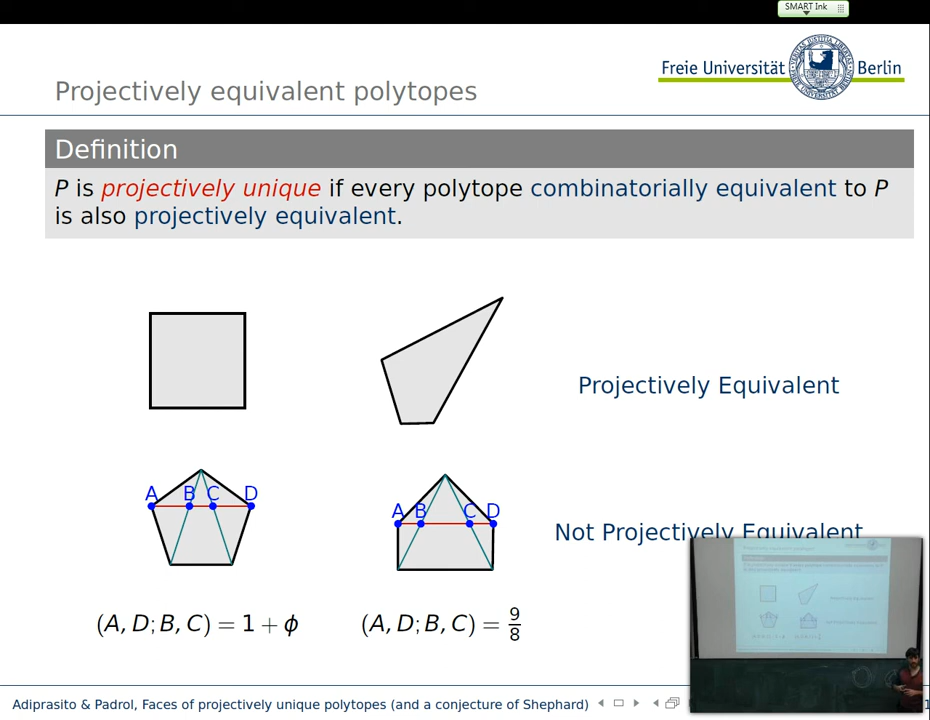 SMART Ink
Freie Universität Berlin
Projectively equivalent polytopes
Definition
P is projectively unique if every polytope combinatorially equivalent to P
is also projectively equivalent.
Projectively Equivalent
A B C D
A B C D
Not Projectively Equivalent
(A, D; B, C) = 1 + ϕ
(A, D; B, C) = 9/8
Adiprasito & Padrol, Faces of projectively unique polytopes (and a conjecture of Shephard)